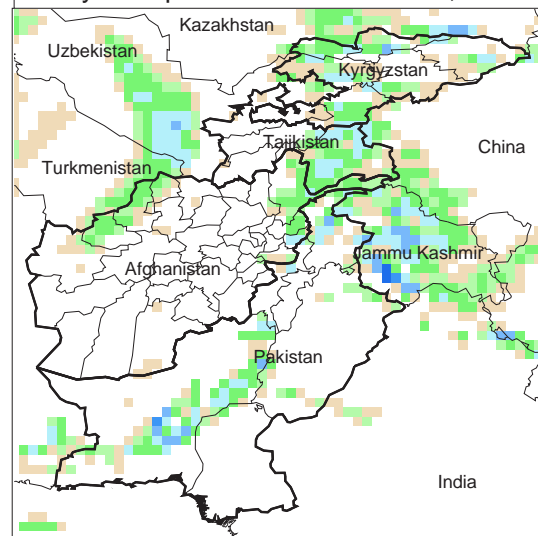 Kazakhstan
Uzbekistan
Kyrgyzstan
Tajikistan
China
Turkmenistan
Jammu Kashmir
Afghanistan
Pakistan
India